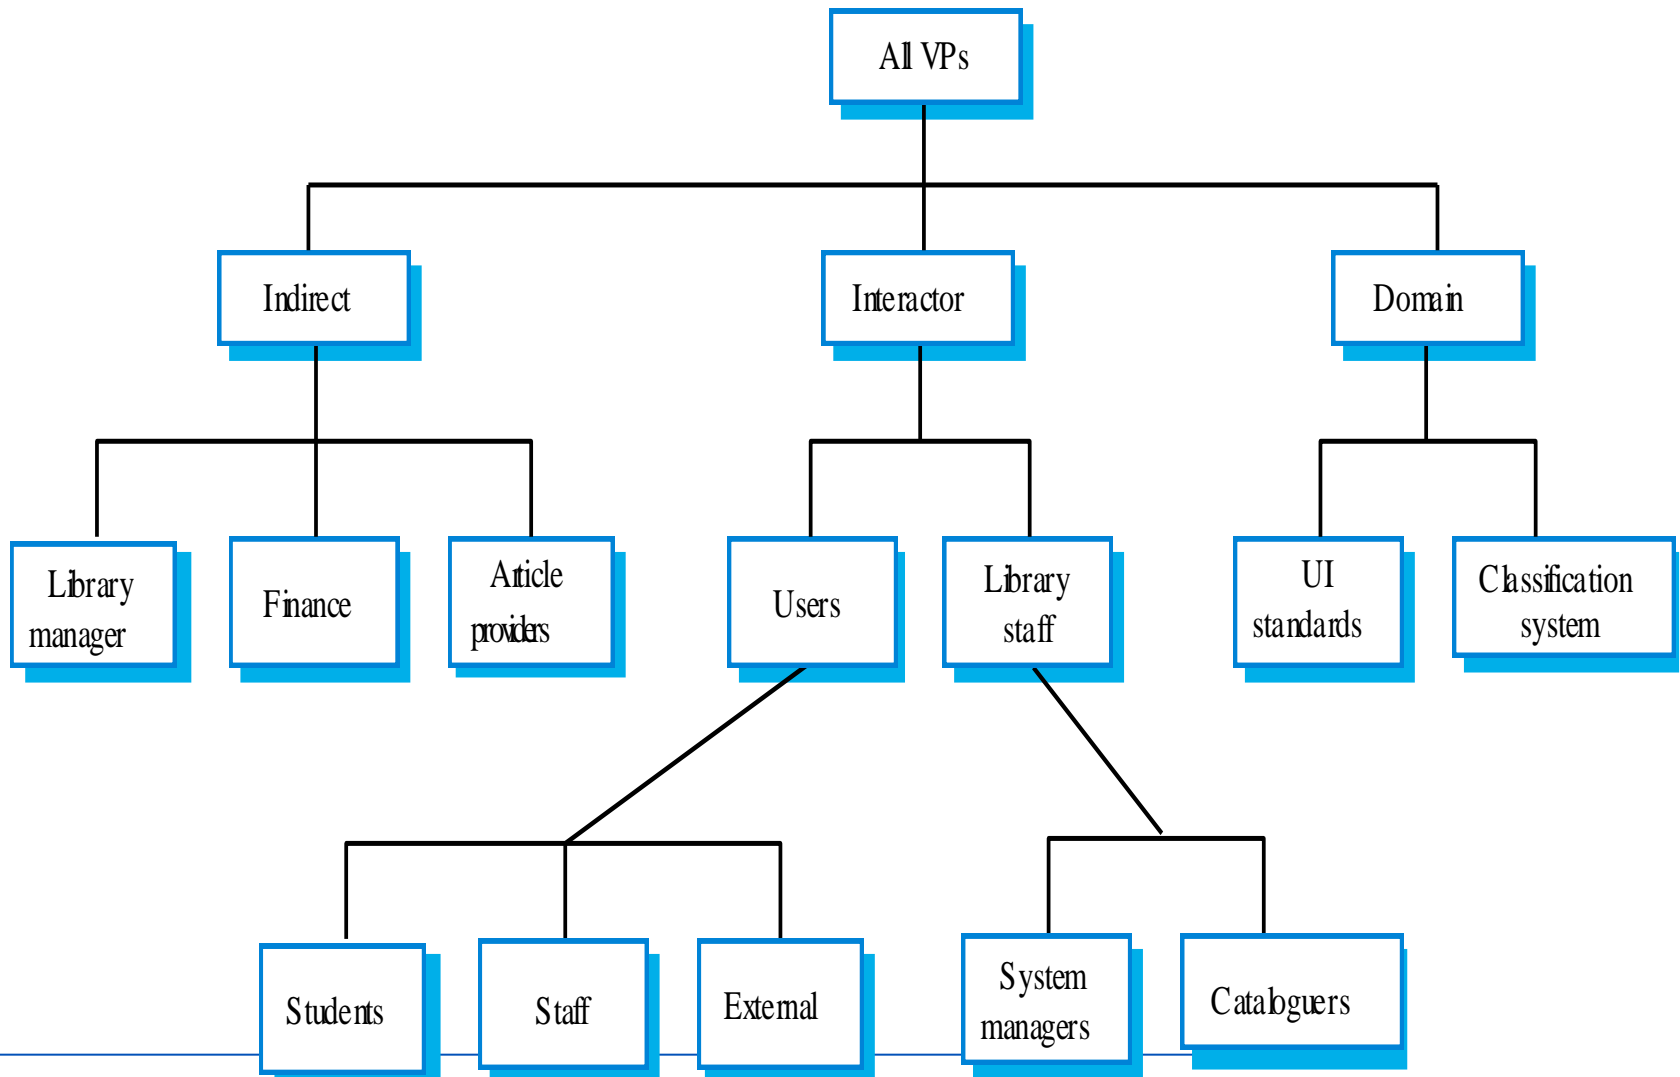 All VPs
Indirect
Interactor
Domain
Library
manager
Finance
Article
providers
Users
Library
staff
UI
standards
Classification
system
Students
Staff
External
System
managers
Cataloguers